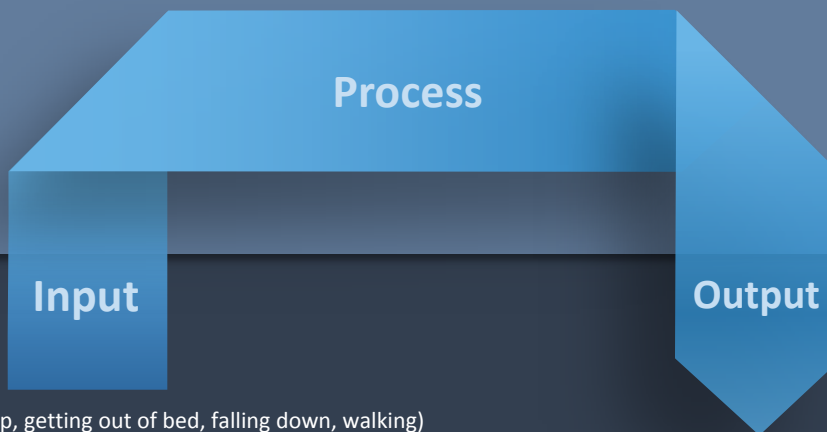 Process
Input
Output
getting out of bed, falling down, walking)